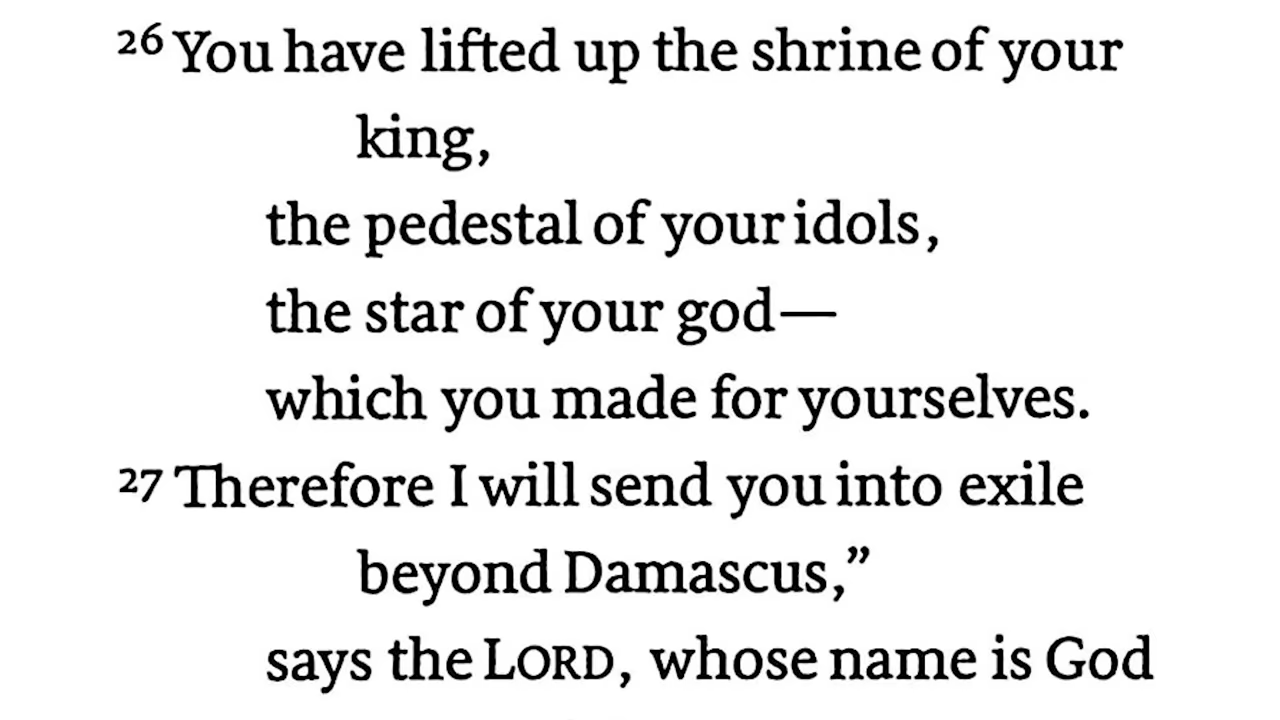 26 You have lifted up the shrine of your
king,
the pedestal of your idols,
the star of your god—
which you made for yourselves.
27 Therefore I will send you into exile
beyond Damascus,”
says the LORD, whose name is God